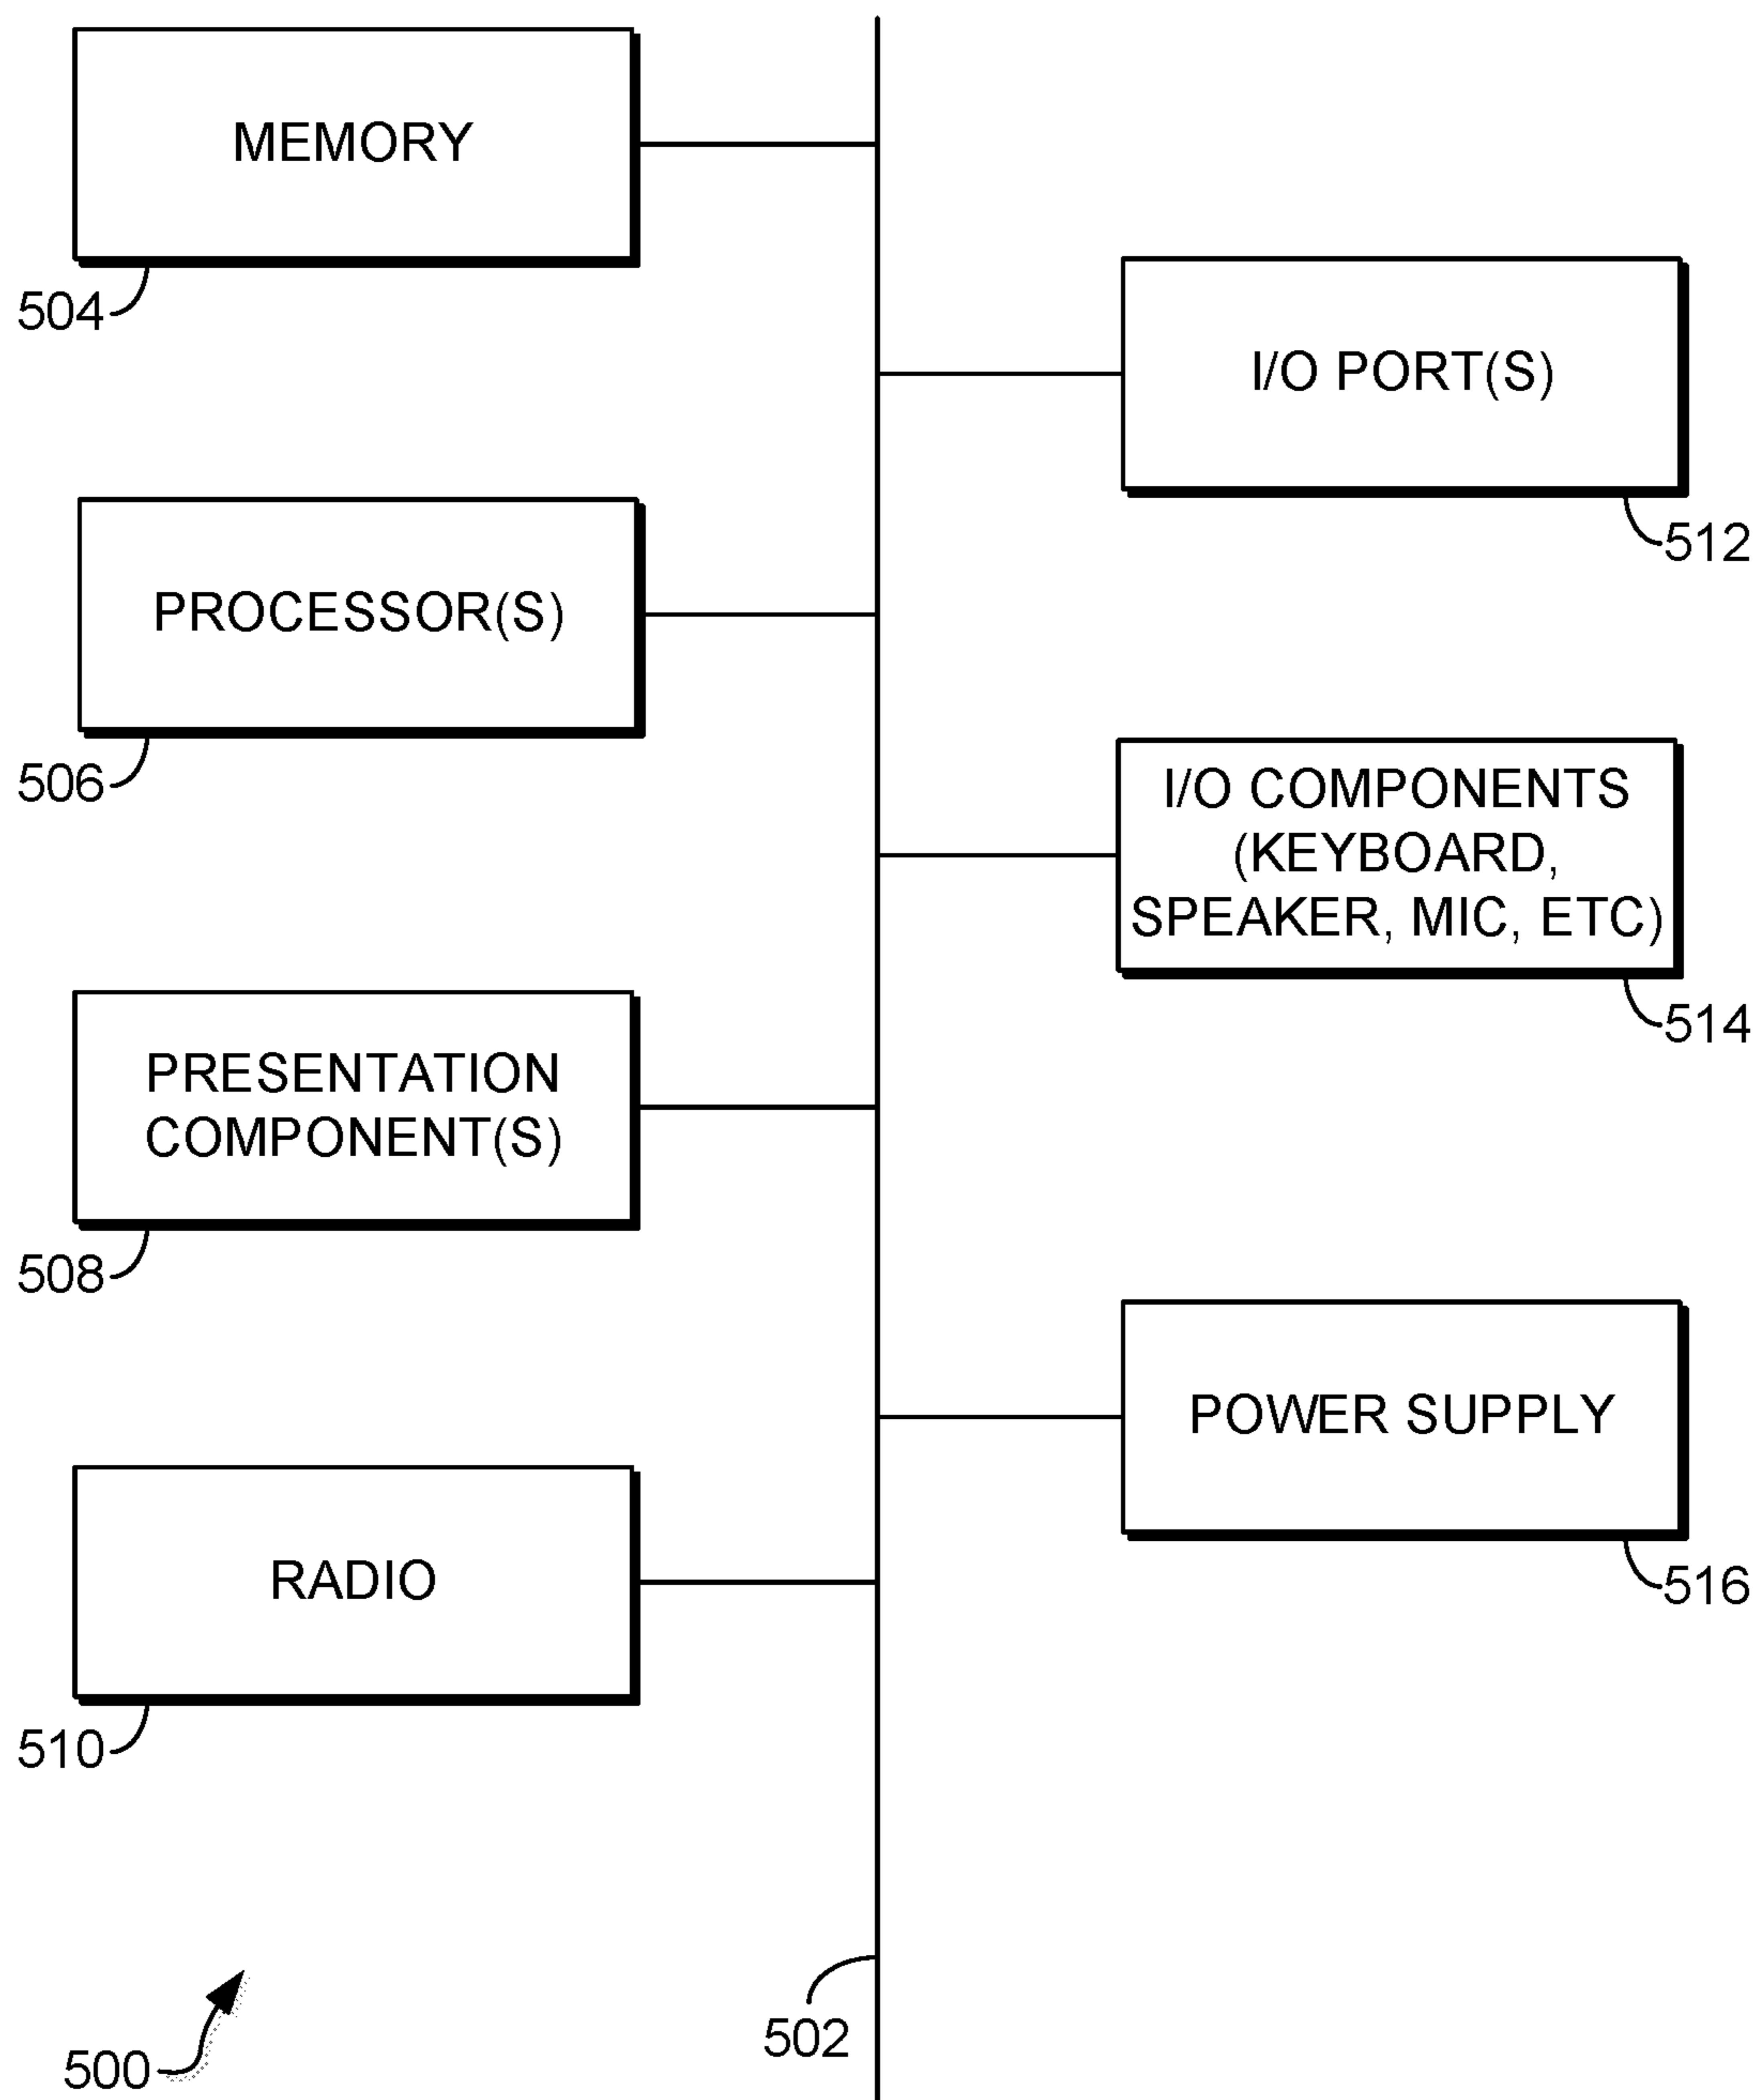 MEMORY
504
I/O PORT(S)
512
PROCESSOR(S)
506
I/O COMPONENTS
(KEYBOARD,
SPEAKER, MIC, ETC)
514
PRESENTATION
COMPONENT(S)
508
POWER SUPPLY
516
RADIO
510
502
500